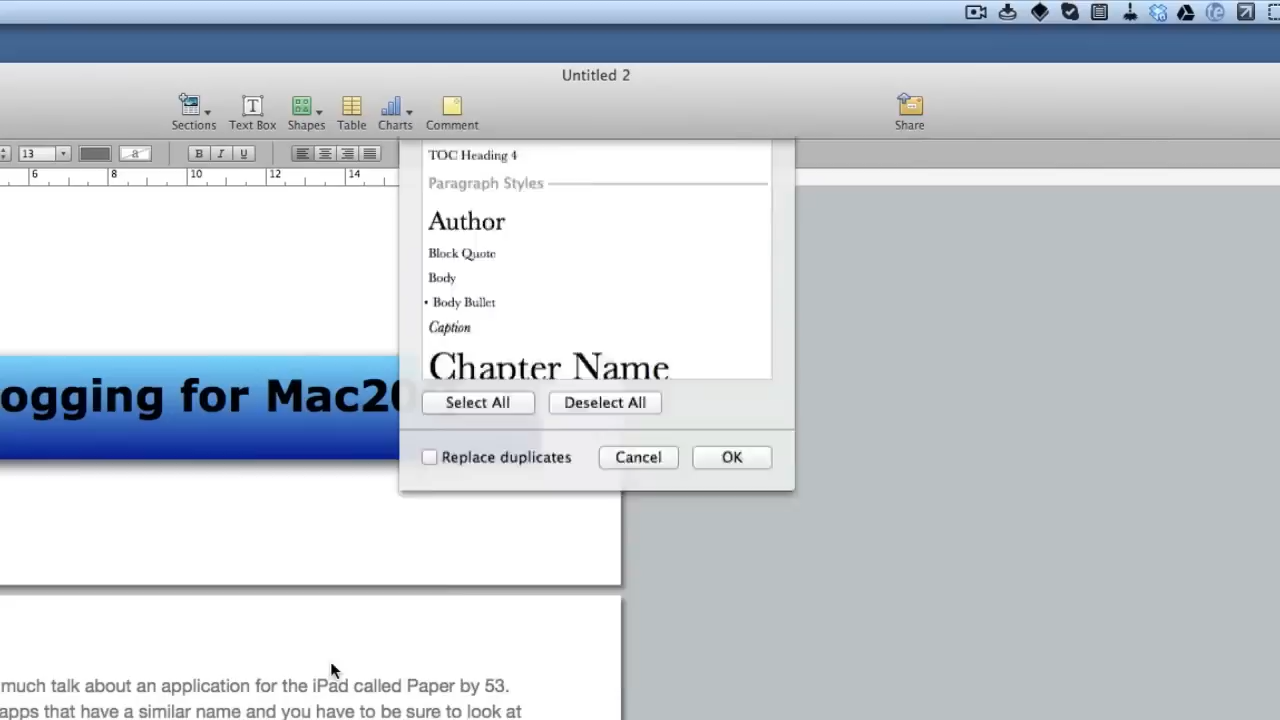 Untitled 2
Sections Text Box Shapes Table Charts Comment Share
13 a B I U
6 8 10 12 14
TOC Heading 4
Paragraph Styles
Author
Block Quote
Body
• Body Bullet
Caption
Chapter Name
ogging for Mac20
Select All Deselect All
Replace duplicates Cancel OK
much talk about an application for the iPad called Paper by 53.
apps that have a similar name and you have to be sure to look at